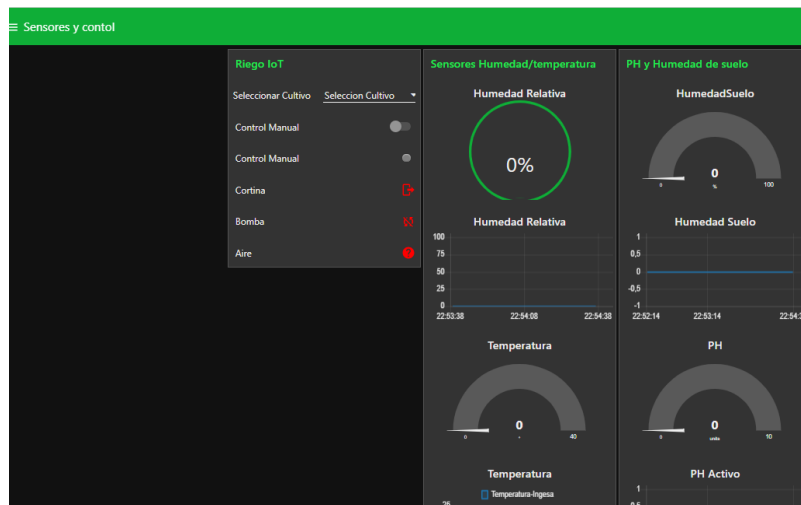 Sensores y contol
Riego IoT
Seleccionar Cultivo Seleccion Cultivo
Control Manual
Control Manual
Cortina
Bomba
Aire
Sensores Humedad/temperatura
Humedad Relativa
0%
Humedad Relativa
100
75
50
25
0
22:53:38 22:54:08 22:54:38
Temperatura
0
0 40
Temperatura
Temperatura-Ingesa
25
PH y Humedad de suelo
HumedadSuelo
0
0 % 100
Humedad Suelo
1
0,5
0
-0,5
-1
22:52:14 22:53:14
PH
0
0 units 10
PH Activo
1
0,5